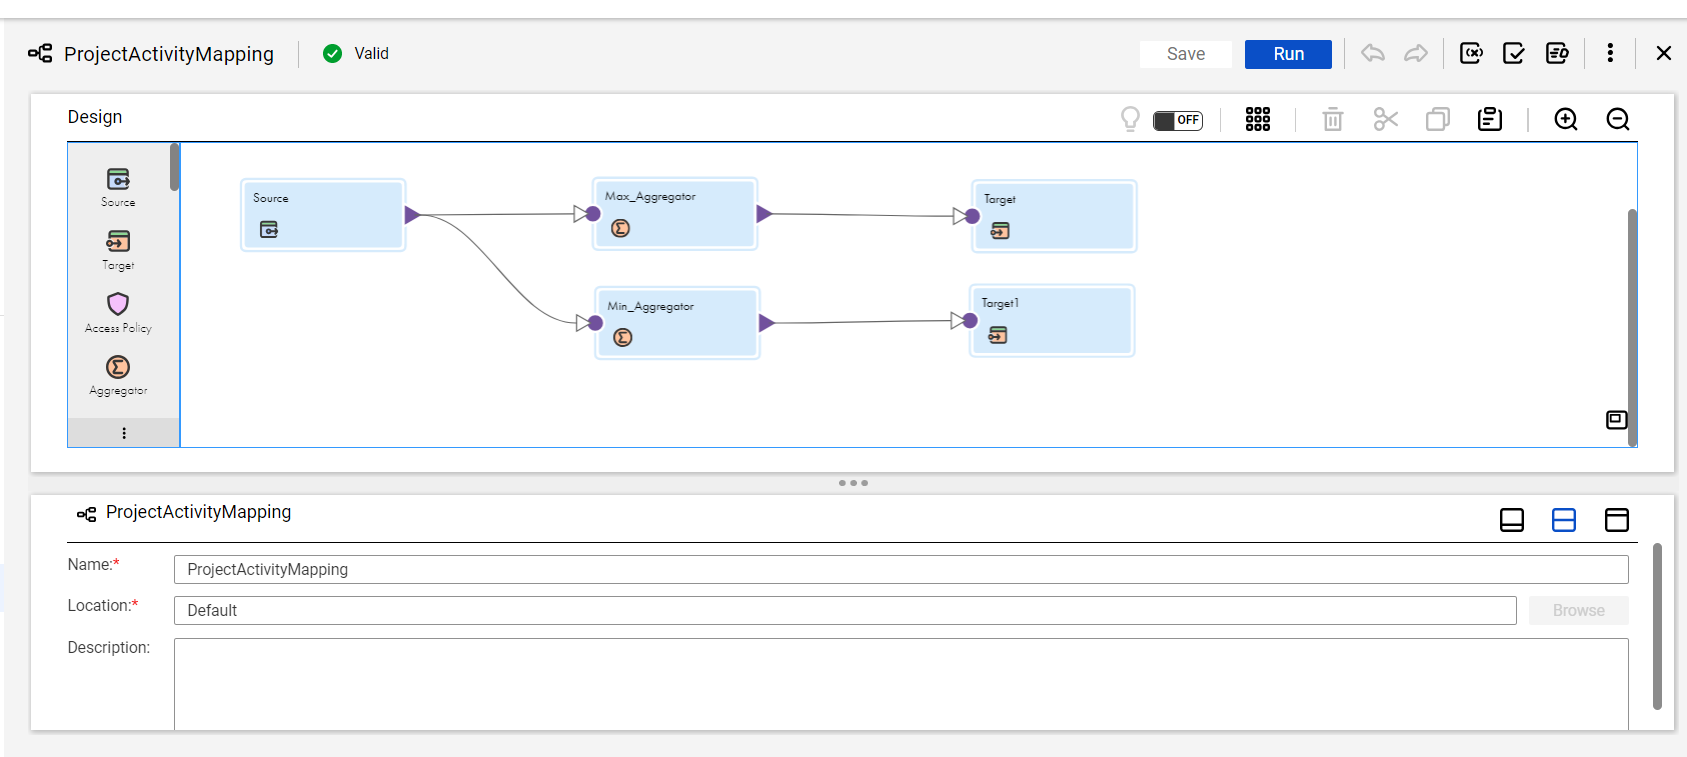 ProjectActivityMapping
Valid
Save
Run
Design
OFF
Source
Target
Access Policy
Aggregator
Source
Max_Aggregator
Target
Min_Aggregator
Target1
ProjectActivityMapping
Name:*
ProjectActivityMapping
Location:*
Default
Browse
Description: